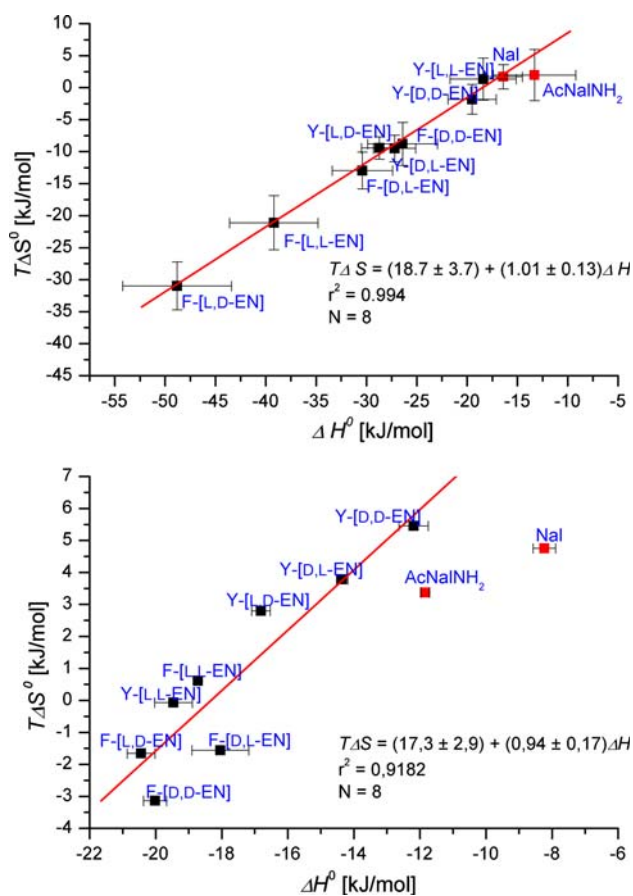 10
5
0
-5
-10
-15
-20
-25
-30
-35
-40
-45
TΔS⁰ [kJ/mol]
Y-[L,L-EN]
Nal
Y-[D,D-EN]
AcNalNH₂
Y-[L,D-EN]
F-[D,D-EN]
Y-[D,L-EN]
F-[D,L-EN]
F-[L,L-EN]
F-[L,D-EN]
TΔ S = (18.7 ± 3.7) + (1.01 ± 0.13)Δ H
r² = 0.994
N = 8
-55 -50 -45 -40 -35 -30 -25 -20 -15 -10 -5
Δ H⁰ [kJ/mol]
7
6
5
4
3
2
1
0
-1
-2
-3
-4
TΔS⁰ [kJ/mol]
Y-[D,D-EN]
Nal
Y-[D,L-EN]
AcNalNH₂
Y-[L,D-EN]
F-[L,L-EN]
Y-[L,L-EN]
F-[L,D-EN]
F-[D,L-EN]
F-[D,D-EN]
TΔS = (17,3 ± 2,9) + (0,94 ± 0,17)ΔH
r² = 0,9182
N = 8
-22 -20 -18 -16 -14 -12 -10 -8 -6
ΔH⁰ [kJ/mol]